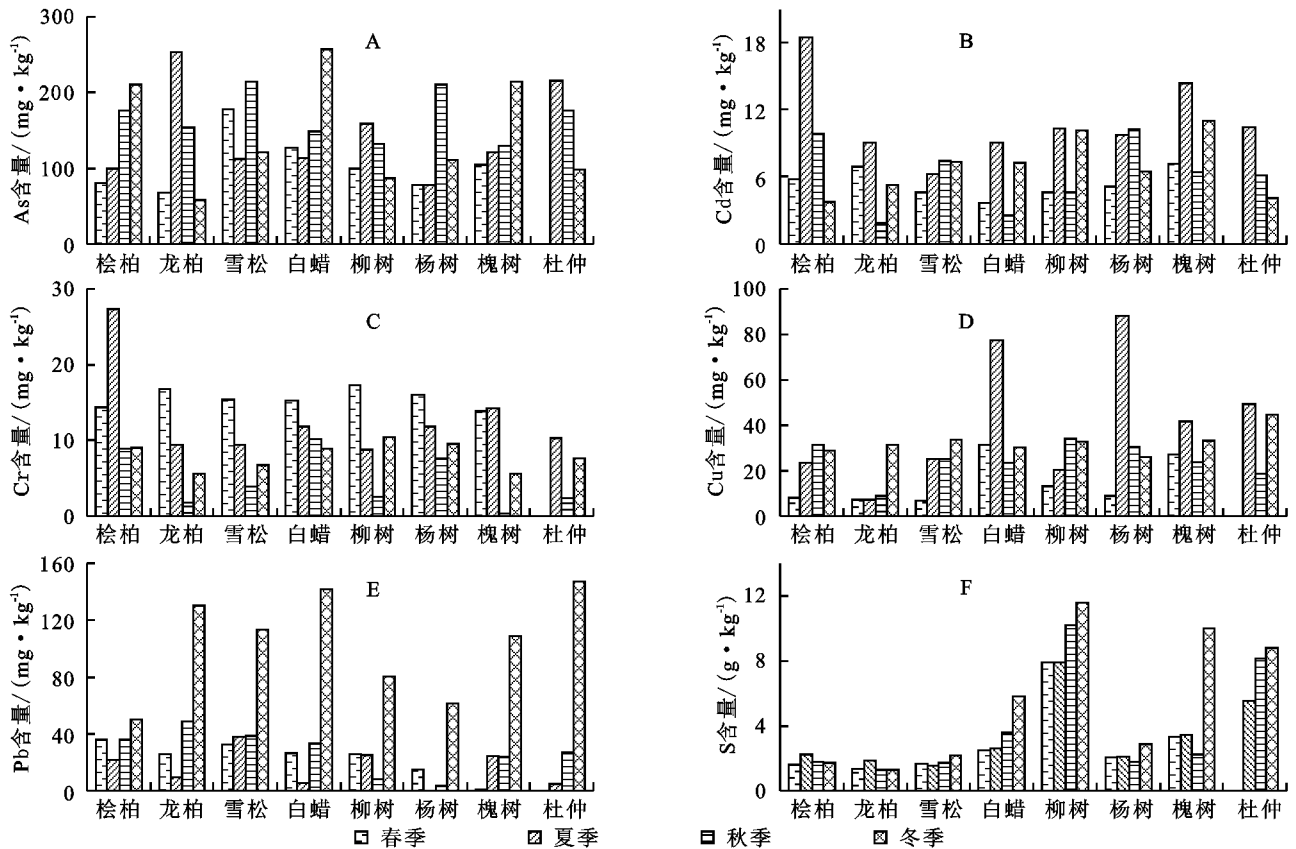 A
As含量/(mg·kg⁻¹)
300
200
100
0
桧柏 龙柏 雪松 白蜡 柳树 杨树 槐树 杜仲
B
Cd含量/(mg·kg⁻¹)
18
12
6
0
桧柏 龙柏 雪松 白蜡 柳树 杨树 槐树 杜仲
C
Cr含量/(mg·kg⁻¹)
30
20
10
0
桧柏 龙柏 雪松 白蜡 柳树 杨树 槐树 杜仲
D
Cu含量/(mg·kg⁻¹)
100
80
60
40
20
0
桧柏 龙柏 雪松 白蜡 柳树 杨树 槐树 杜仲
E
Pb含量/(mg·kg⁻¹)
160
120
80
40
0
桧柏 龙柏 雪松 白蜡 柳树 杨树 槐树 杜仲
F
S含量/(g·kg⁻¹)
12
8
4
0
桧柏 龙柏 雪松 白蜡 柳树 杨树 槐树 杜仲
春季 夏季 秋季 冬季